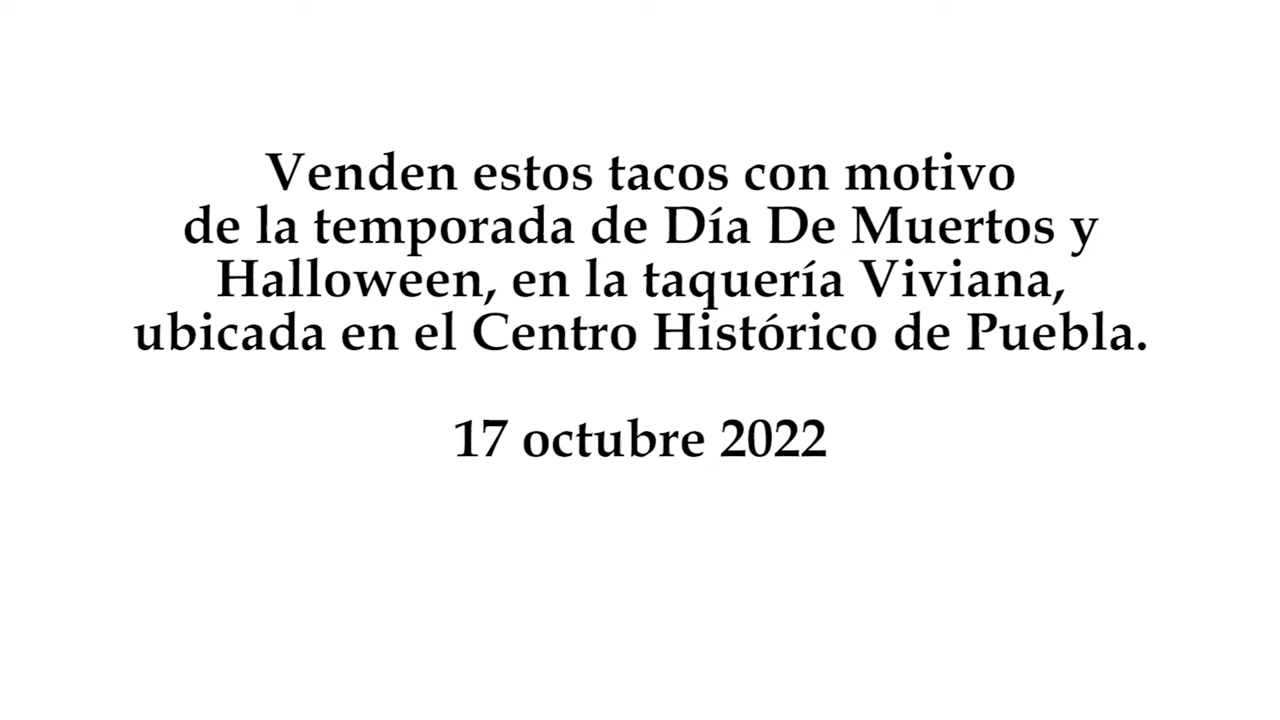 Venden estos tacos con motivo
de la temporada de Día De Muertos y
Halloween, en la taquería Viviana,
ubicada en el Centro Histórico de Puebla.
17 octubre 2022